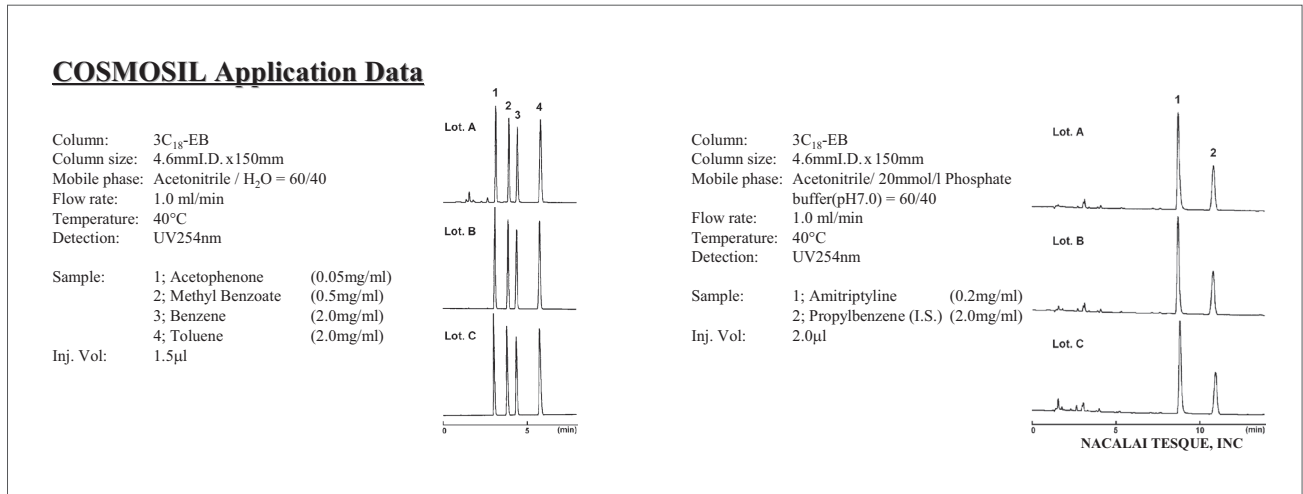 COSMOSIL Application Data
Column: 3C18-EB
Column size: 4.6mmI.D. x 150mm
Mobile phase: Acetonitrile / H2O = 60/40
Flow rate: 1.0 ml/min
Temperature: 40°C
Detection: UV254nm
Sample: 1; Acetophenone (0.05mg/ml)
2; Methyl Benzoate (0.5mg/ml)
3; Benzene (2.0mg/ml)
4; Toluene (2.0mg/ml)
Inj. Vol: 1.5µl
1 2 3 4
Lot. A
Lot. B
Lot. C
0 5 (min)
Column: 3C18-EB
Column size: 4.6mmI.D. x 150mm
Mobile phase: Acetonitrile/ 20mmol/l Phosphate
buffer(pH7.0) = 60/40
Flow rate: 1.0 ml/min
Temperature: 40°C
Detection: UV254nm
Sample: 1; Amitriptyline (0.2mg/ml)
2; Propylbenzene (I.S.) (2.0mg/ml)
Inj. Vol: 2.0µl
1
Lot. A
2
Lot. B
Lot. C
0 5 10 (min)
NACALAI TESQUE, INC